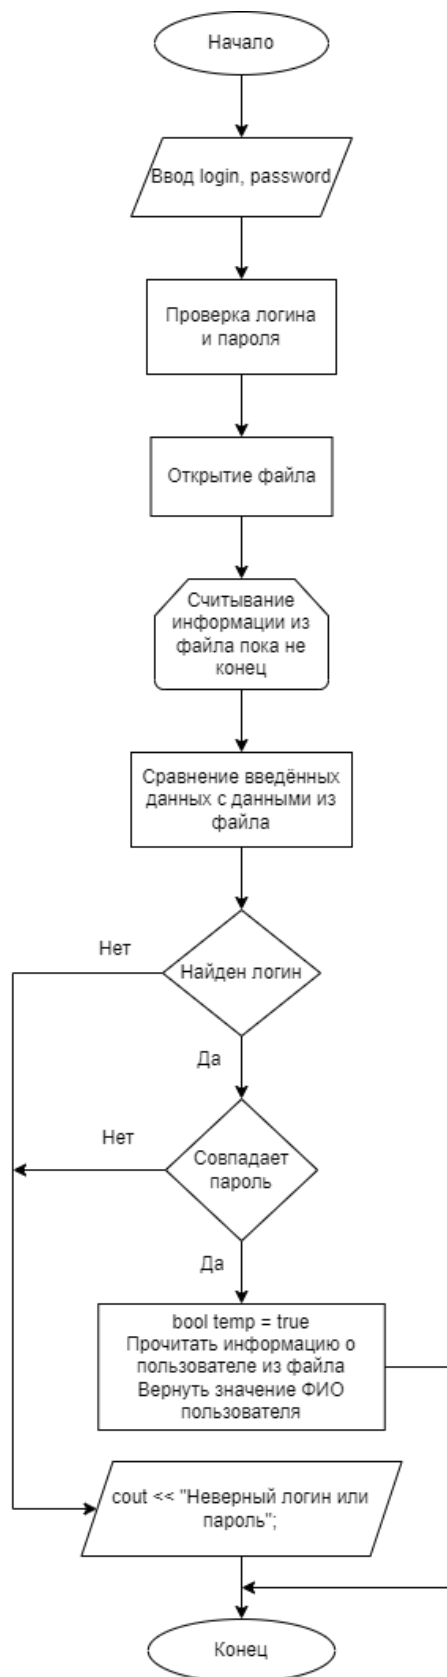 Начало
Ввод login, password
Проверка логина
и пароля
Открытие файла
Считывание
информации из
файла пока не
конец
Сравнение введённых
данных с данными из
файла
Нет
Найден логин
Да
Нет
Совпадает
пароль
Да
bool temp = true
Прочитать информацию о
пользователе из файла
Вернуть значение ФИО
пользователя
cout << "Неверный логин или
пароль";
Конец